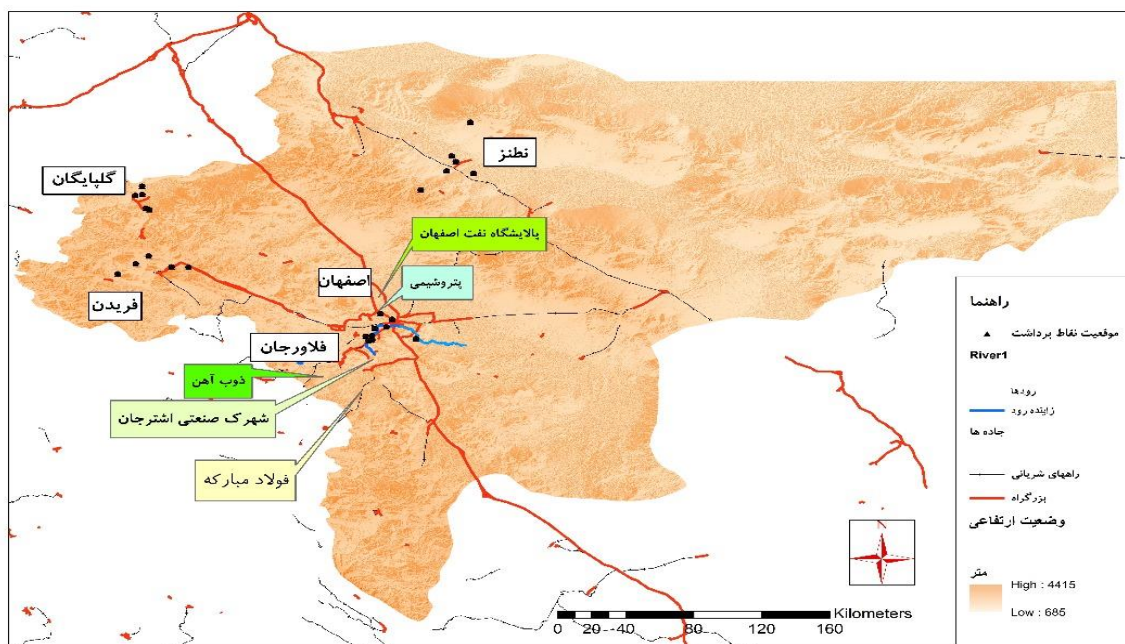 نطنز
گلپایگان
پالایشگاه نفت اصفهان
اصفهان
پتروشیمی
فریدن
فلاورجان
ذوب آهن
شهرک صنعتی اشترجان
فولاد مبارکه
راهنما
موقعیت نقاط برداشت
River1
رودها
زاینده رود
جاده ها
راههای شریانی
بزرگراه
وضعیت ارتفاعی
متر
High : 4415
Low : 685
N
Kilometers
0 20 40 80 120 160